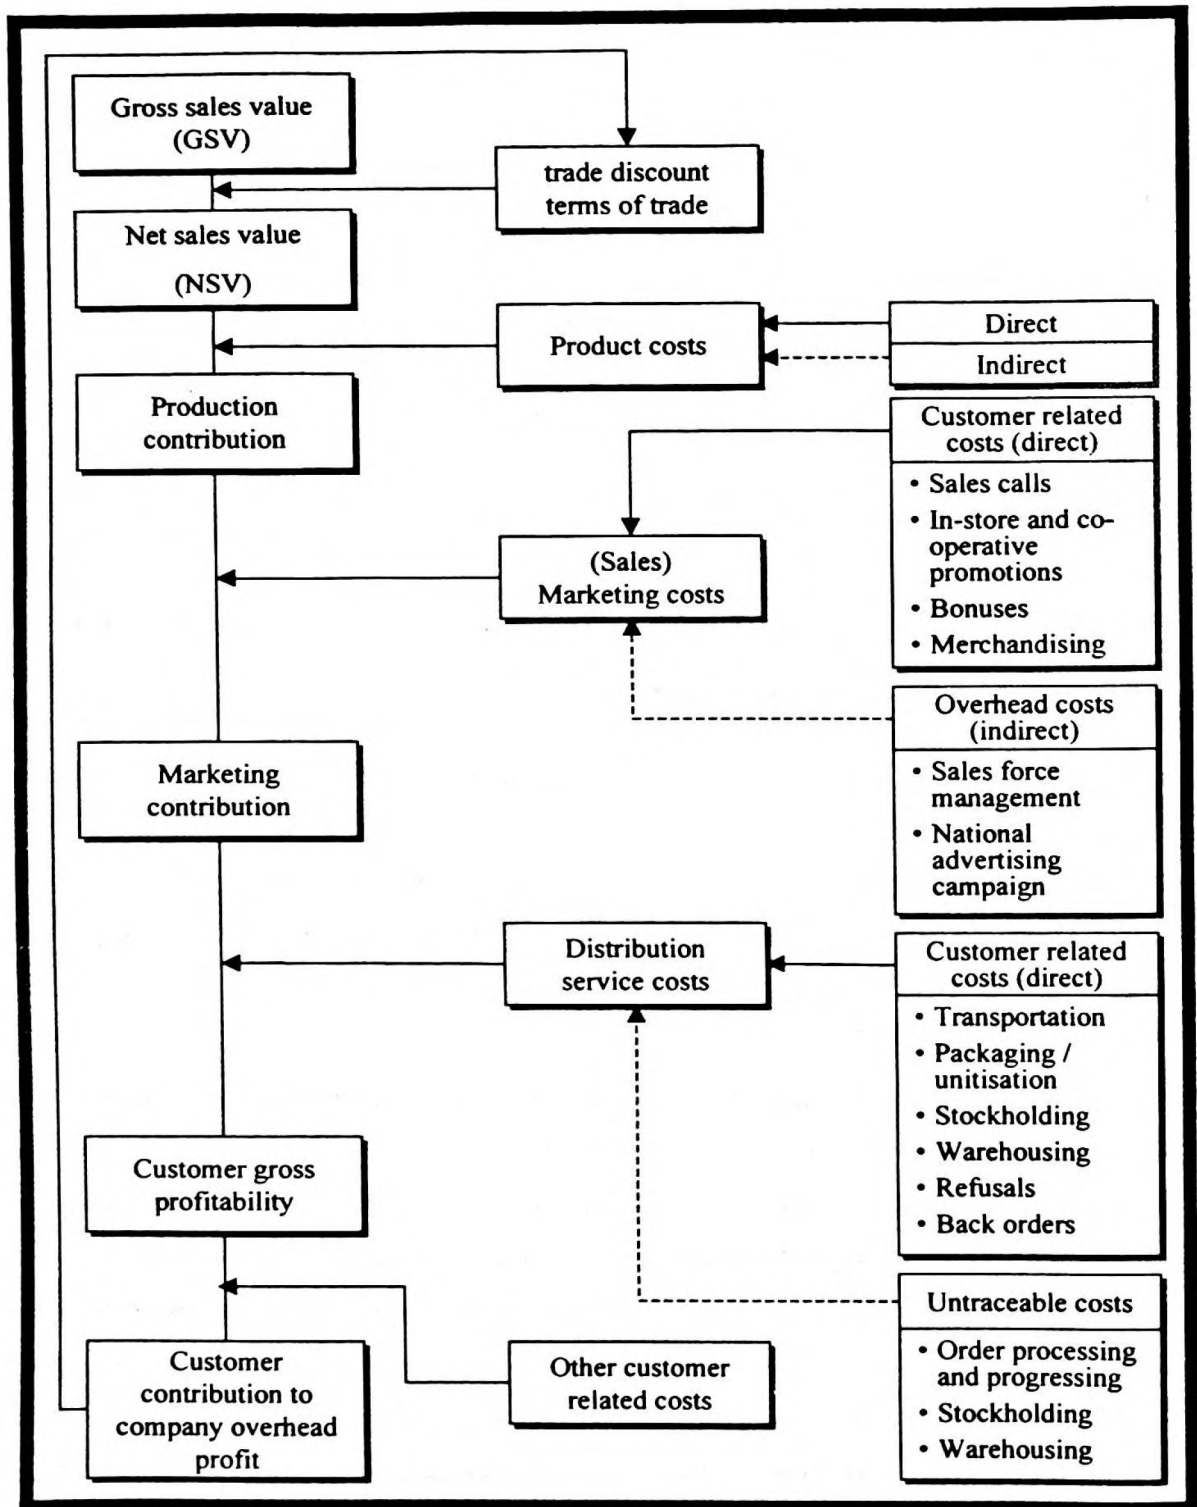 Gross sales value
(GSV)
trade discount
terms of trade
Net sales value
(NSV)
Product costs
Direct
Indirect
Production
contribution
Customer related
costs (direct)
• Sales calls
• In-store and co-
operative
promotions
• Bonuses
• Merchandising
(Sales)
Marketing costs
Overhead costs
(indirect)
• Sales force
management
• National
advertising
campaign
Marketing
contribution
Distribution
service costs
Customer related
costs (direct)
• Transportation
• Packaging /
unitisation
• Stockholding
• Warehousing
• Refusals
• Back orders
Customer gross
profitability
Untraceable costs
• Order processing
and progressing
• Stockholding
• Warehousing
Customer
contribution to
company overhead
profit
Other customer
related costs